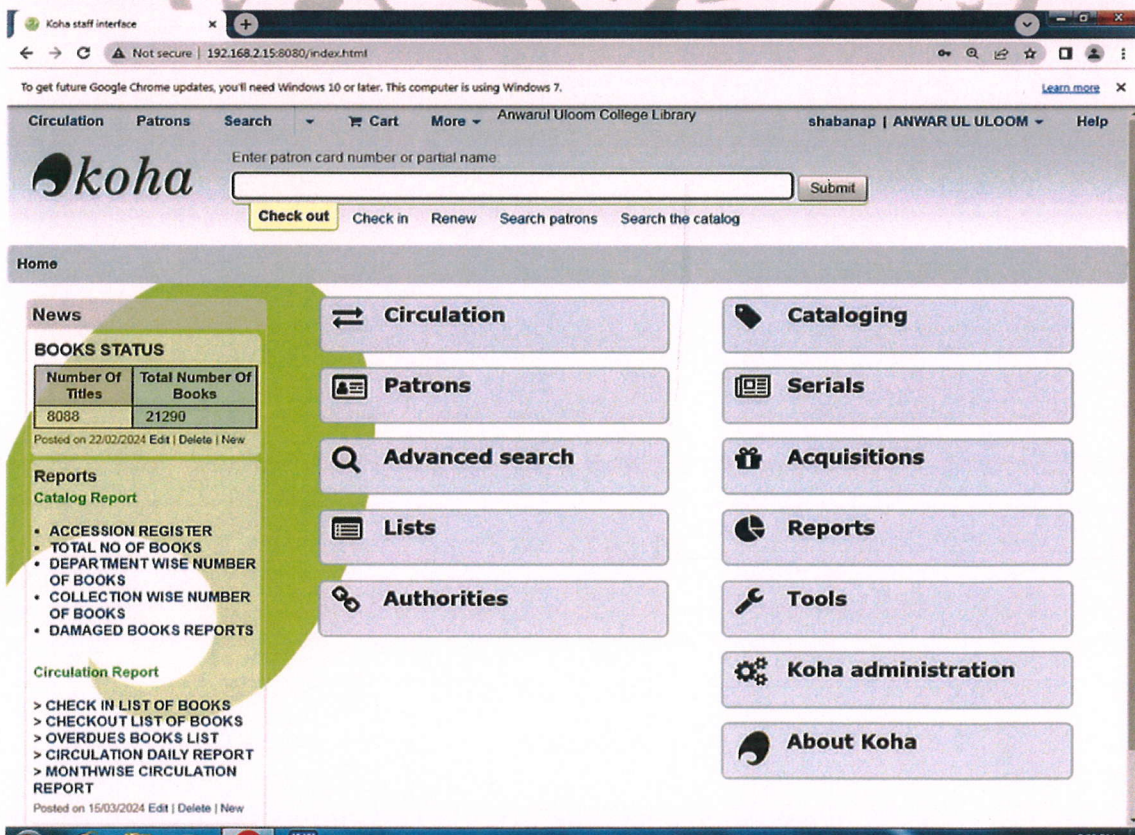 Koha staff interface
Not secure | 192.168.2.15:8080/index.html
To get future Google Chrome updates, you'll need Windows 10 or later. This computer is using Windows 7.
Learn more
Circulation Patrons Search Cart More Anwarul Uloom College Library shabanap | ANWAR UL ULOOM Help
koha
Enter patron card number or partial name:
Submit
Check out Check in Renew Search patrons Search the catalog
Home
News
BOOKS STATUS
Number Of Titles Total Number Of Books
8088 21290
Posted on 22/02/2024 Edit | Delete | New
Reports
Catalog Report
• ACCESSION REGISTER
• TOTAL NO OF BOOKS
• DEPARTMENT WISE NUMBER
OF BOOKS
• COLLECTION WISE NUMBER
OF BOOKS
• DAMAGED BOOKS REPORTS
Circulation Report
> CHECK IN LIST OF BOOKS
> CHECKOUT LIST OF BOOKS
> OVERDUES BOOKS LIST
> CIRCULATION DAILY REPORT
> MONTHWISE CIRCULATION
REPORT
Posted on 15/03/2024 Edit | Delete | New
Circulation
Patrons
Advanced search
Lists
Authorities
Cataloging
Serials
Acquisitions
Reports
Tools
Koha administration
About Koha